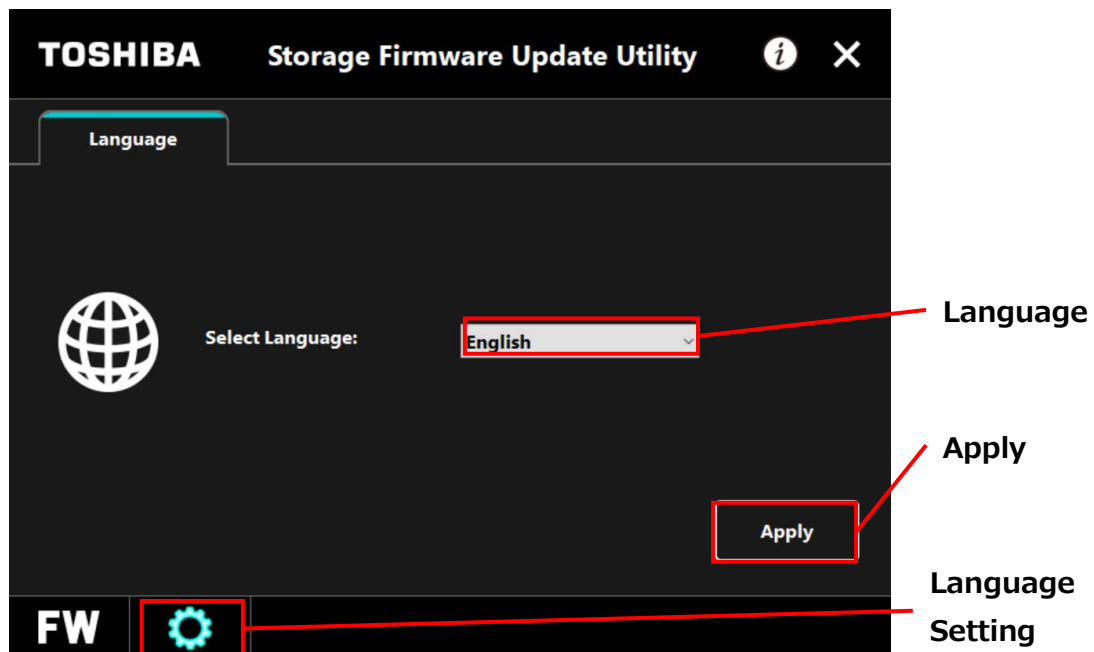 TOSHIBA Storage Firmware Update Utility i
Language
Select Language: English
Language
Apply
Apply
Language
Setting
FW